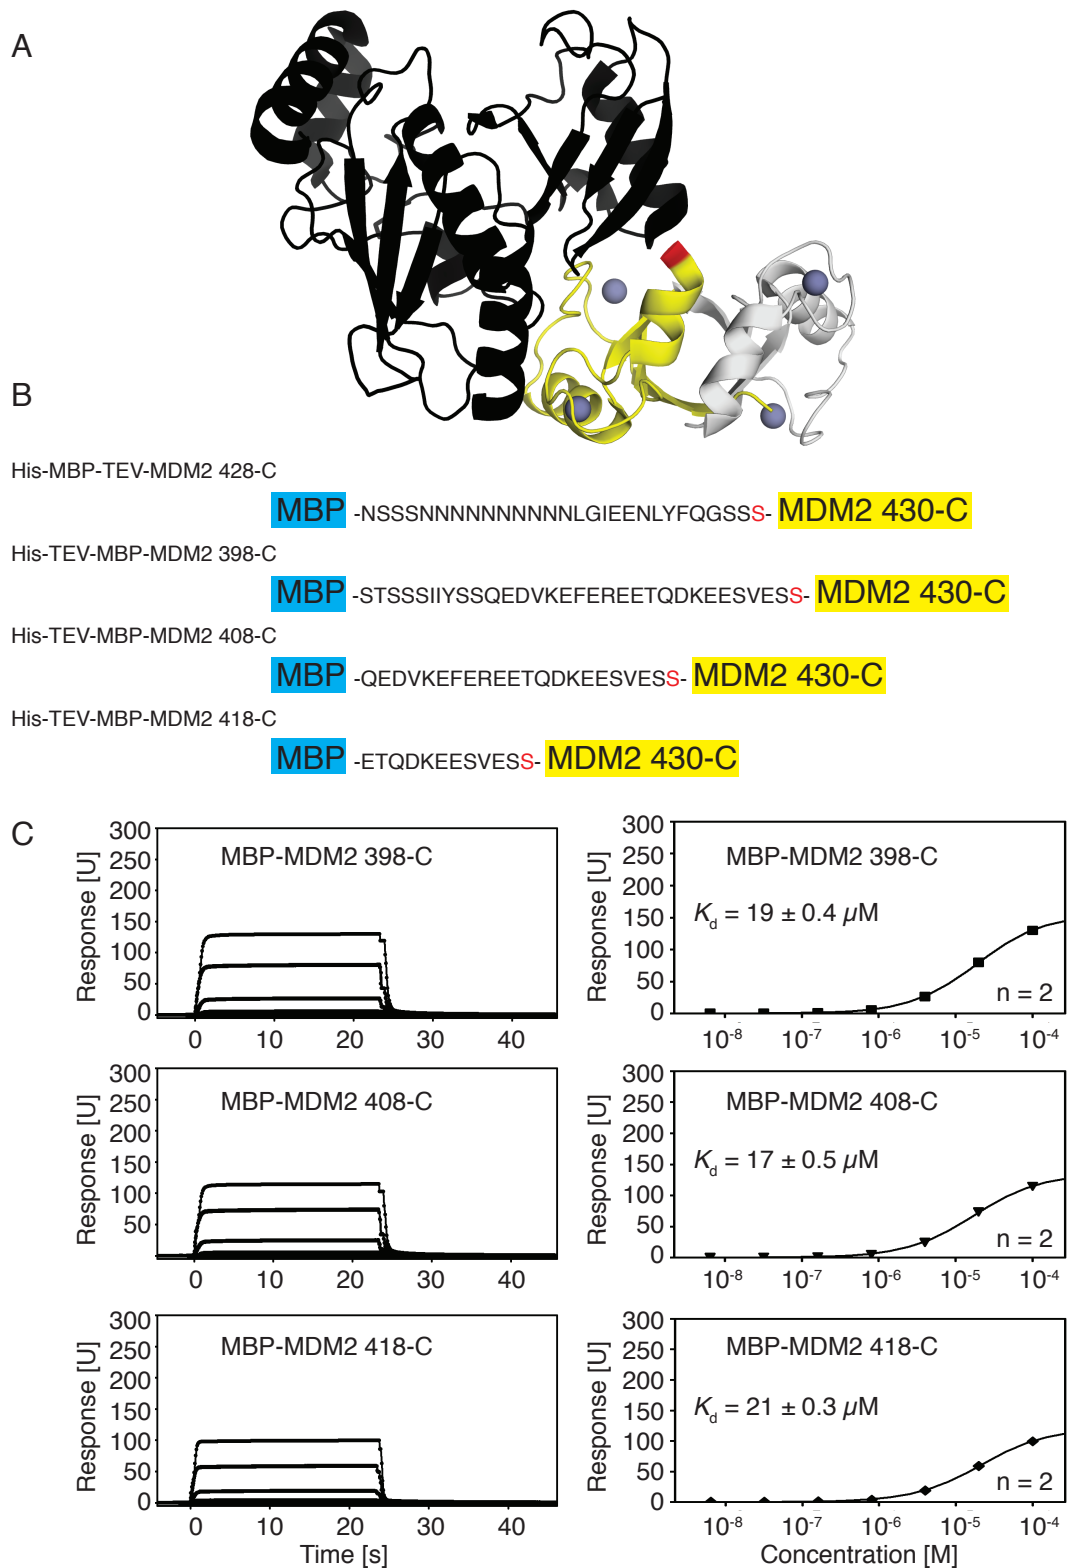 A
B
His-MBP-TEV-MDM2 428-C
MBP -NSSSNNNNNNNNNNLGIEENLYFQGSSS- MDM2 430-C
His-TEV-MBP-MDM2 398-C
MBP -STSSSIIYSSQEDVKEFEREETQDKEESVESS- MDM2 430-C
His-TEV-MBP-MDM2 408-C
MBP -QEDVKEFEREETQDKEESVESS- MDM2 430-C
His-TEV-MBP-MDM2 418-C
MBP -ETQDKEESVESS- MDM2 430-C
C
Response [U]
300
250
200
150
100
50
0
MBP-MDM2 398-C
0 10 20 30 40
Response [U]
300
250
200
150
100
50
0
MBP-MDM2 398-C
Kd = 19 ± 0.4 µM
n = 2
10-8 10-7 10-6 10-5 10-4
Response [U]
300
250
200
150
100
50
MBP-MDM2 408-C
0 10 20 30 40
Response [U]
300
250
200
150
100
50
0
MBP-MDM2 408-C
Kd = 17 ± 0.5 µM
n = 2
10-8 10-7 10-6 10-5 10-4
Response [U]
300
250
200
150
100
50
0
MBP-MDM2 418-C
0 10 20 30 40
Time [s]
Response [U]
300
250
200
150
100
50
0
MBP-MDM2 418-C
Kd = 21 ± 0.3 µM
n = 2
10-8 10-7 10-6 10-5 10-4
Concentration [M]